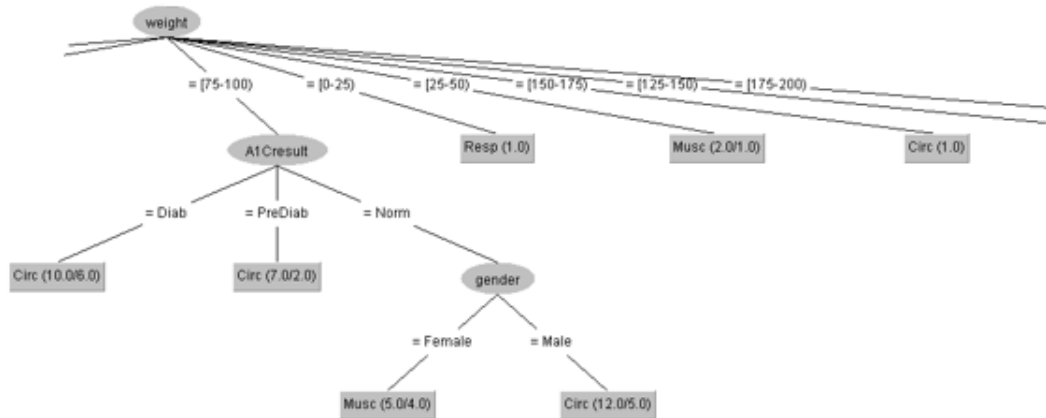 weight
= [75-100)
= [0-25)
= [25-50)
= [150-175)
= [125-150)
= [175-200)
A1Cresult
Resp (1.0)
Musc (2.0/1.0)
Circ (1.0)
= Diab
= PreDiab
= Norm
Circ (10.0/6.0)
Circ (7.0/2.0)
gender
= Female
= Male
Musc (5.0/4.0)
Circ (12.0/5.0)